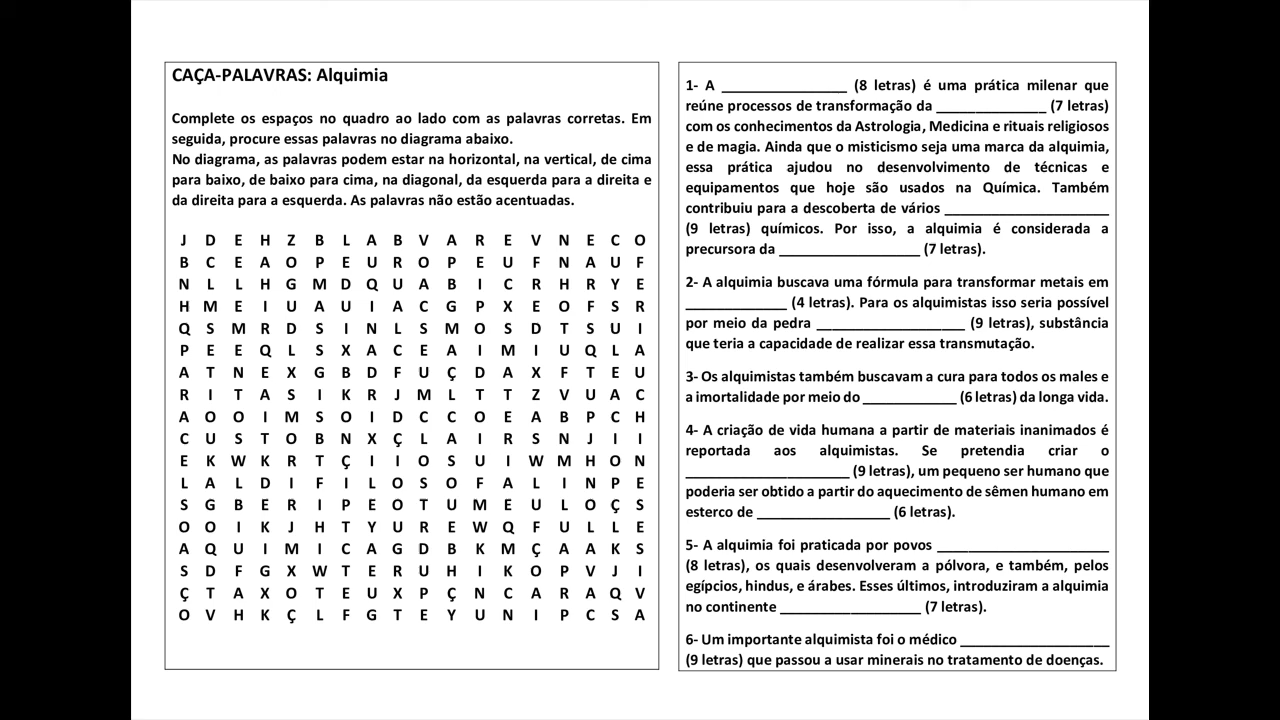 CAÇA-PALAVRAS: Alquimia
Complete os espaços no quadro ao lado com as palavras corretas. Em
seguida, procure essas palavras no diagrama abaixo.
No diagrama, as palavras podem estar na horizontal, na vertical, de cima
para baixo, de baixo para cima, na diagonal, da esquerda para a direita e
da direita para a esquerda. As palavras não estão acentuadas.
J D E H Z B L A B V A R E V N E C O
B C E A O P E U R O P E U F N A U F
N L L H G M D Q U A B I C R H R Y E
H M E I U A U I A C G P X E O F S R
Q S M R D S I N L S M O S D T S U I
P E E Q L S X A C E A I M I U Q L A
A T N E X G B D F U Ç D A X F T E U
R I T A S I K R J M L T T Z V U A C
A O O I M S O I D C C O E A B P C H
C U S T O B N X Ç L A I R S N J I I
E K W K R T Ç I I O S U I W M H O N
L A L D I F I L O S O F A L I N P E
S G B E R I P E O T U M E U L O Ç S
O O I K J H T Y U R E W Q F U L L E
A Q U I M I C A G D B K M Ç A A K S
S D F G X W T E R U H I K O P V J I
Ç T A X O T E U X P Ç N C A R A Q V
O V H K Ç L F G T E Y U N I P C S A
1- A ________________ (8 letras) é uma prática milenar que
reúne processos de transformação da ______________ (7 letras)
com os conhecimentos da Astrologia, Medicina e rituais religiosos
e de magia. Ainda que o misticismo seja uma marca da alquimia,
essa prática ajudou no desenvolvimento de técnicas e
equipamentos que hoje são usados na Química. Também
contribuiu para a descoberta de vários _____________________
(9 letras) químicos. Por isso, a alquimia é considerada a
precursora da __________________ (7 letras).
2- A alquimia buscava uma fórmula para transformar metais em
_____________ (4 letras). Para os alquimistas isso seria possível
por meio da pedra ___________________ (9 letras), substância
que teria a capacidade de realizar essa transmutação.
3- Os alquimistas também buscavam a cura para todos os males e
a imortalidade por meio do ____________ (6 letras) da longa vida.
4- A criação de vida humana a partir de materiais inanimados é
reportada aos alquimistas. Se pretendia criar o
_____________________ (9 letras), um pequeno ser humano que
poderia ser obtido a partir do aquecimento de sêmen humano em
esterco de _________________ (6 letras).
5- A alquimia foi praticada por povos ______________________
(8 letras), os quais desenvolveram a pólvora, e também, pelos
egípcios, hindus, e árabes. Esses últimos, introduziram a alquimia
no continente __________________ (7 letras).
6- Um importante alquimista foi o médico ___________________
(9 letras) que passou a usar minerais no tratamento de doenças.